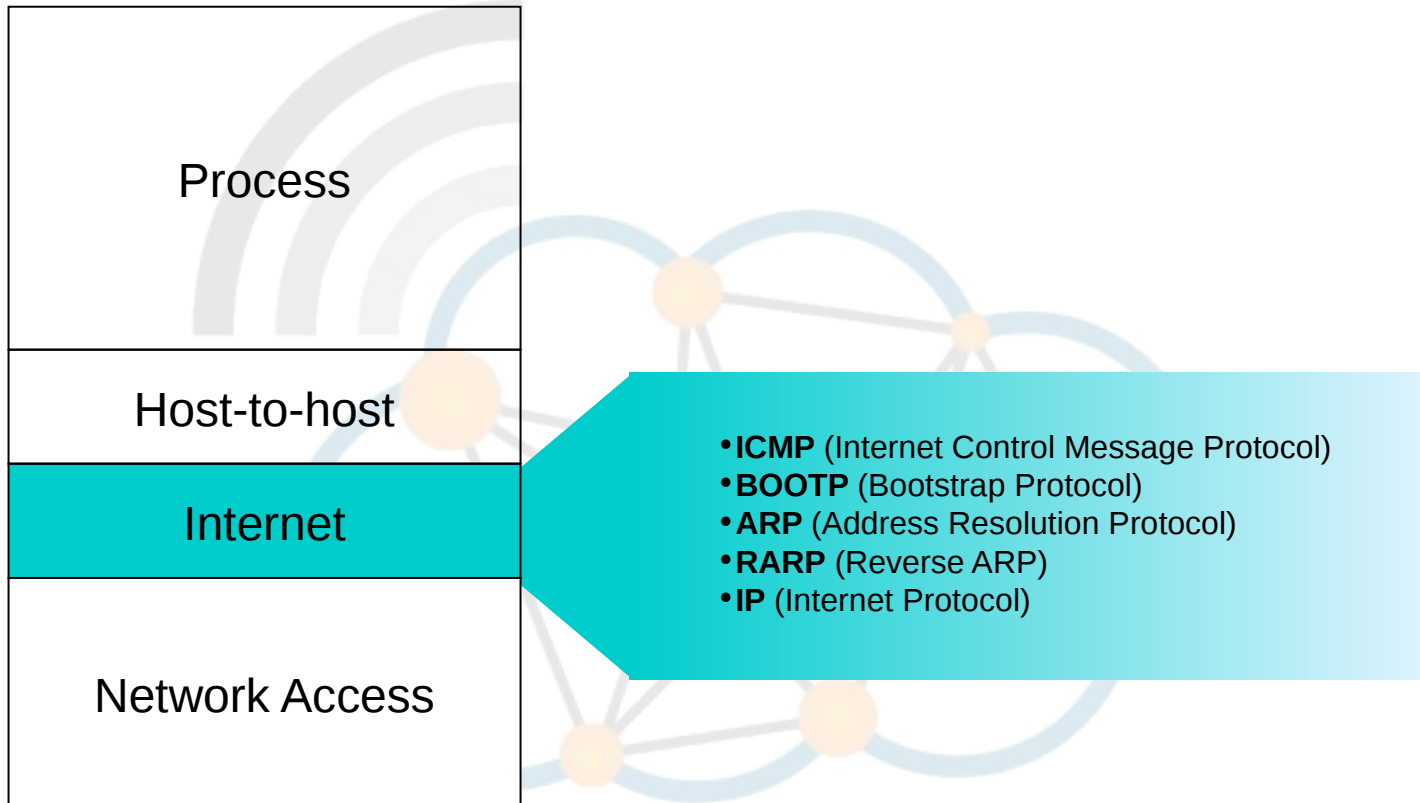 Process
Host-to-host
Internet
Network Access
•ICMP (Internet Control Message Protocol)
•BOOTP (Bootstrap Protocol)
•ARP (Address Resolution Protocol)
•RARP (Reverse ARP)
•IP (Internet Protocol)